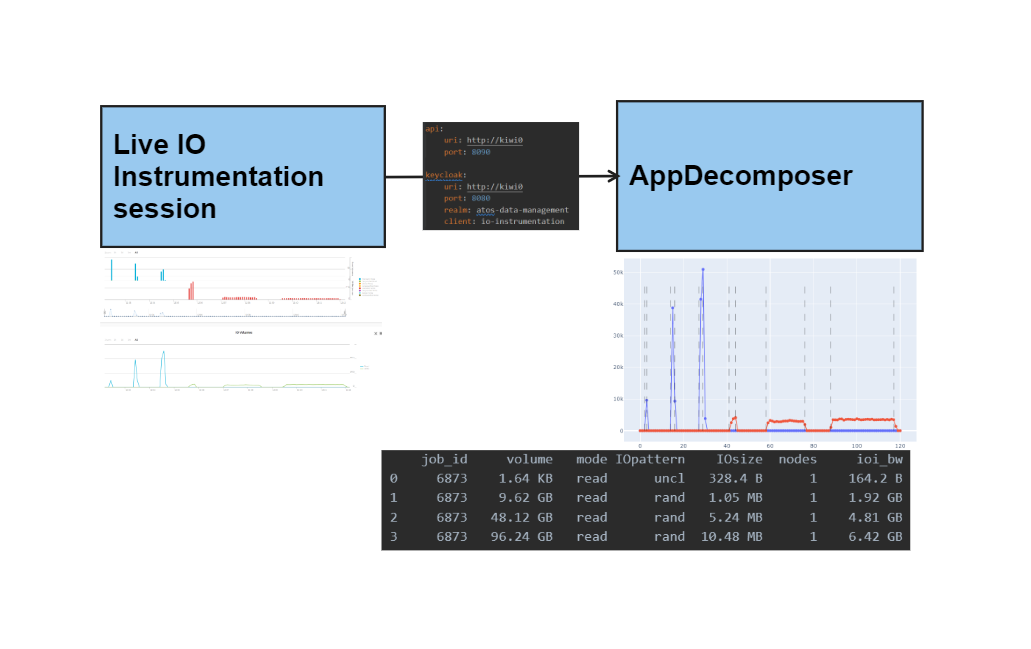 Live IO
Instrumentation
session
api:
uri: http://kiwi0
port: 8090
keycloak:
uri: http://kiwi0
port: 8080
realm: atos-data-management
client: io-instrumentation
AppDecomposer
50k
40k
30k
20k
10k
0
0 20 40 60 80 100 120
job_id volume mode IOpattern IOsize nodes ioi_bw
0 6873 1.64 KB read uncl 328.4 B 1 164.2 B
1 6873 9.62 GB read rand 1.05 MB 1 1.92 GB
2 6873 48.12 GB read rand 5.24 MB 1 4.81 GB
3 6873 96.24 GB read rand 10.48 MB 1 6.42 GB